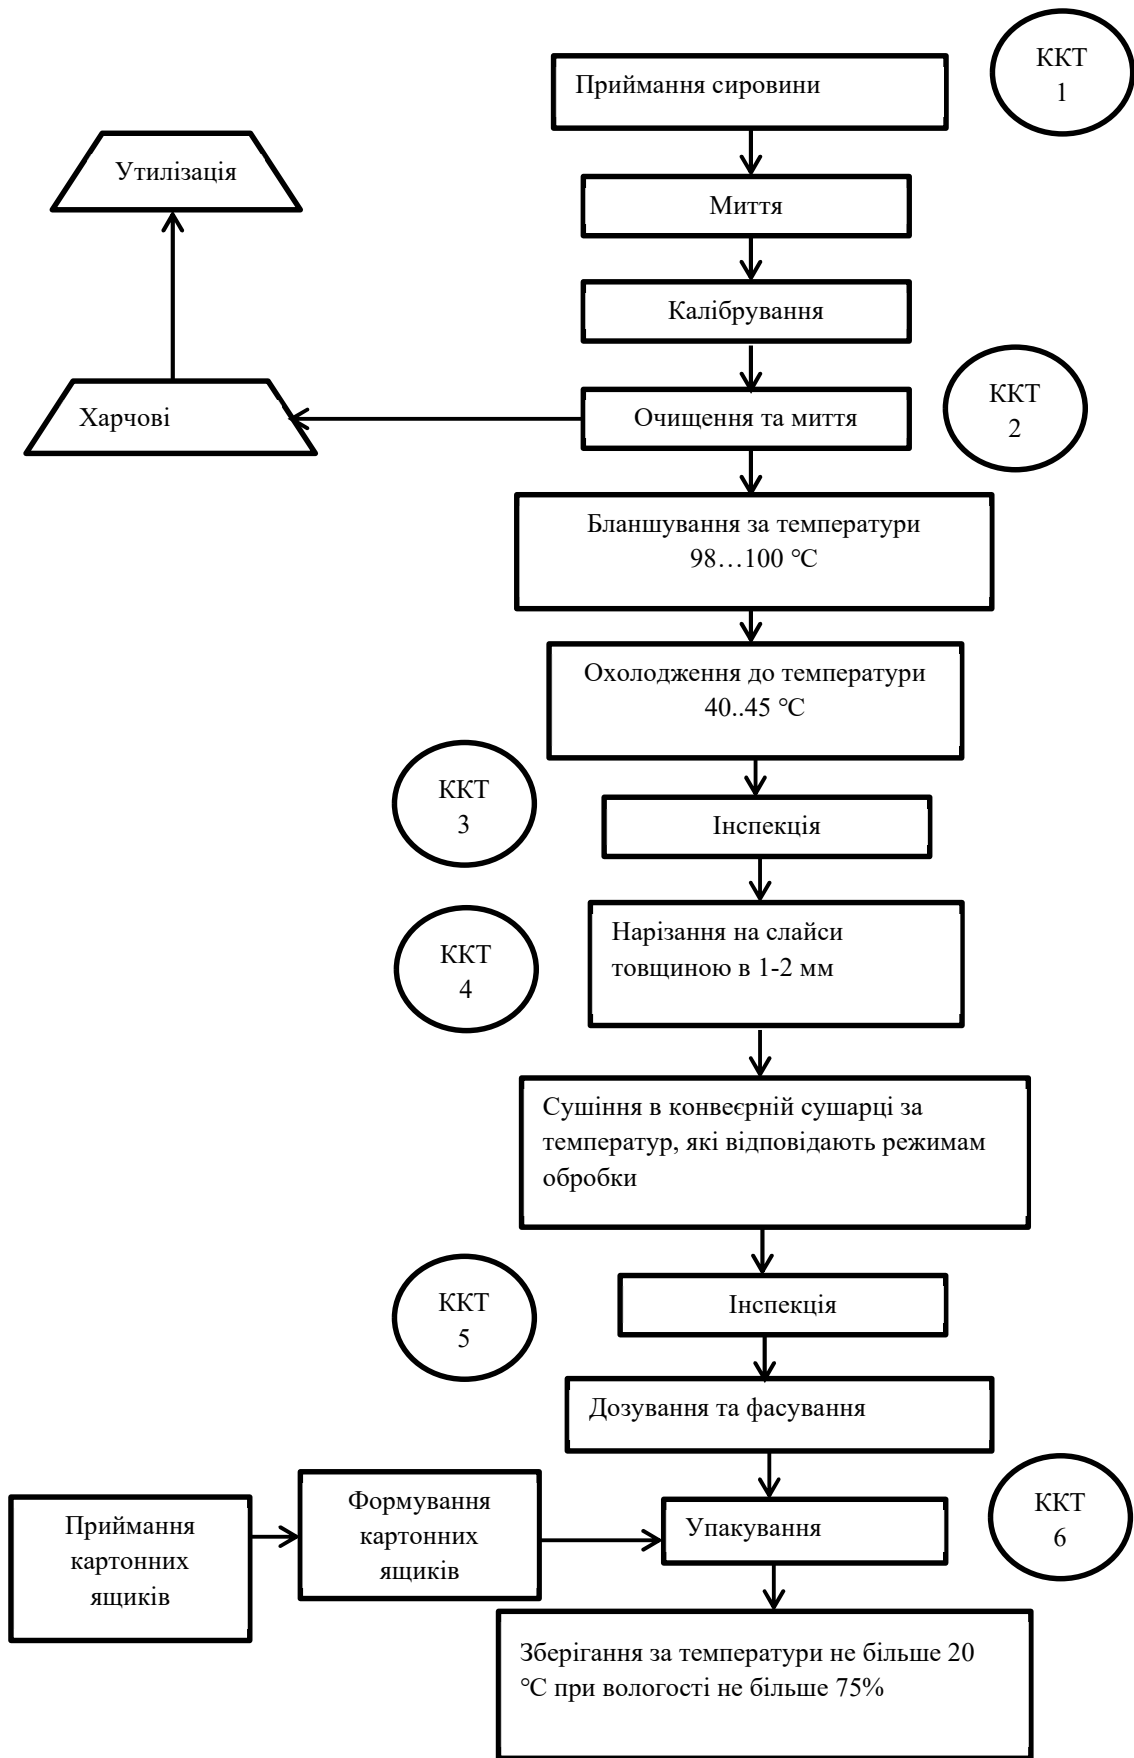 Приймання сировини
ККТ
1
Утилізація
Миття
Калібрування
Харчові
Очищення та миття
ККТ
2
Бланшування за температури
98…100 °С
Охолодження до температури
40..45 °С
ККТ
3
Інспекція
ККТ
4
Нарізання на слайси
товщиною в 1-2 мм
Сушіння в конвеєрній сушарці за
температур, які відповідають режимам
обробки
ККТ
5
Інспекція
Дозування та фасування
Приймання
картонних
ящиків
Формування
картонних
ящиків
Упакування
ККТ
6
Зберігання за температури не більше 20
°С при вологості не більше 75%